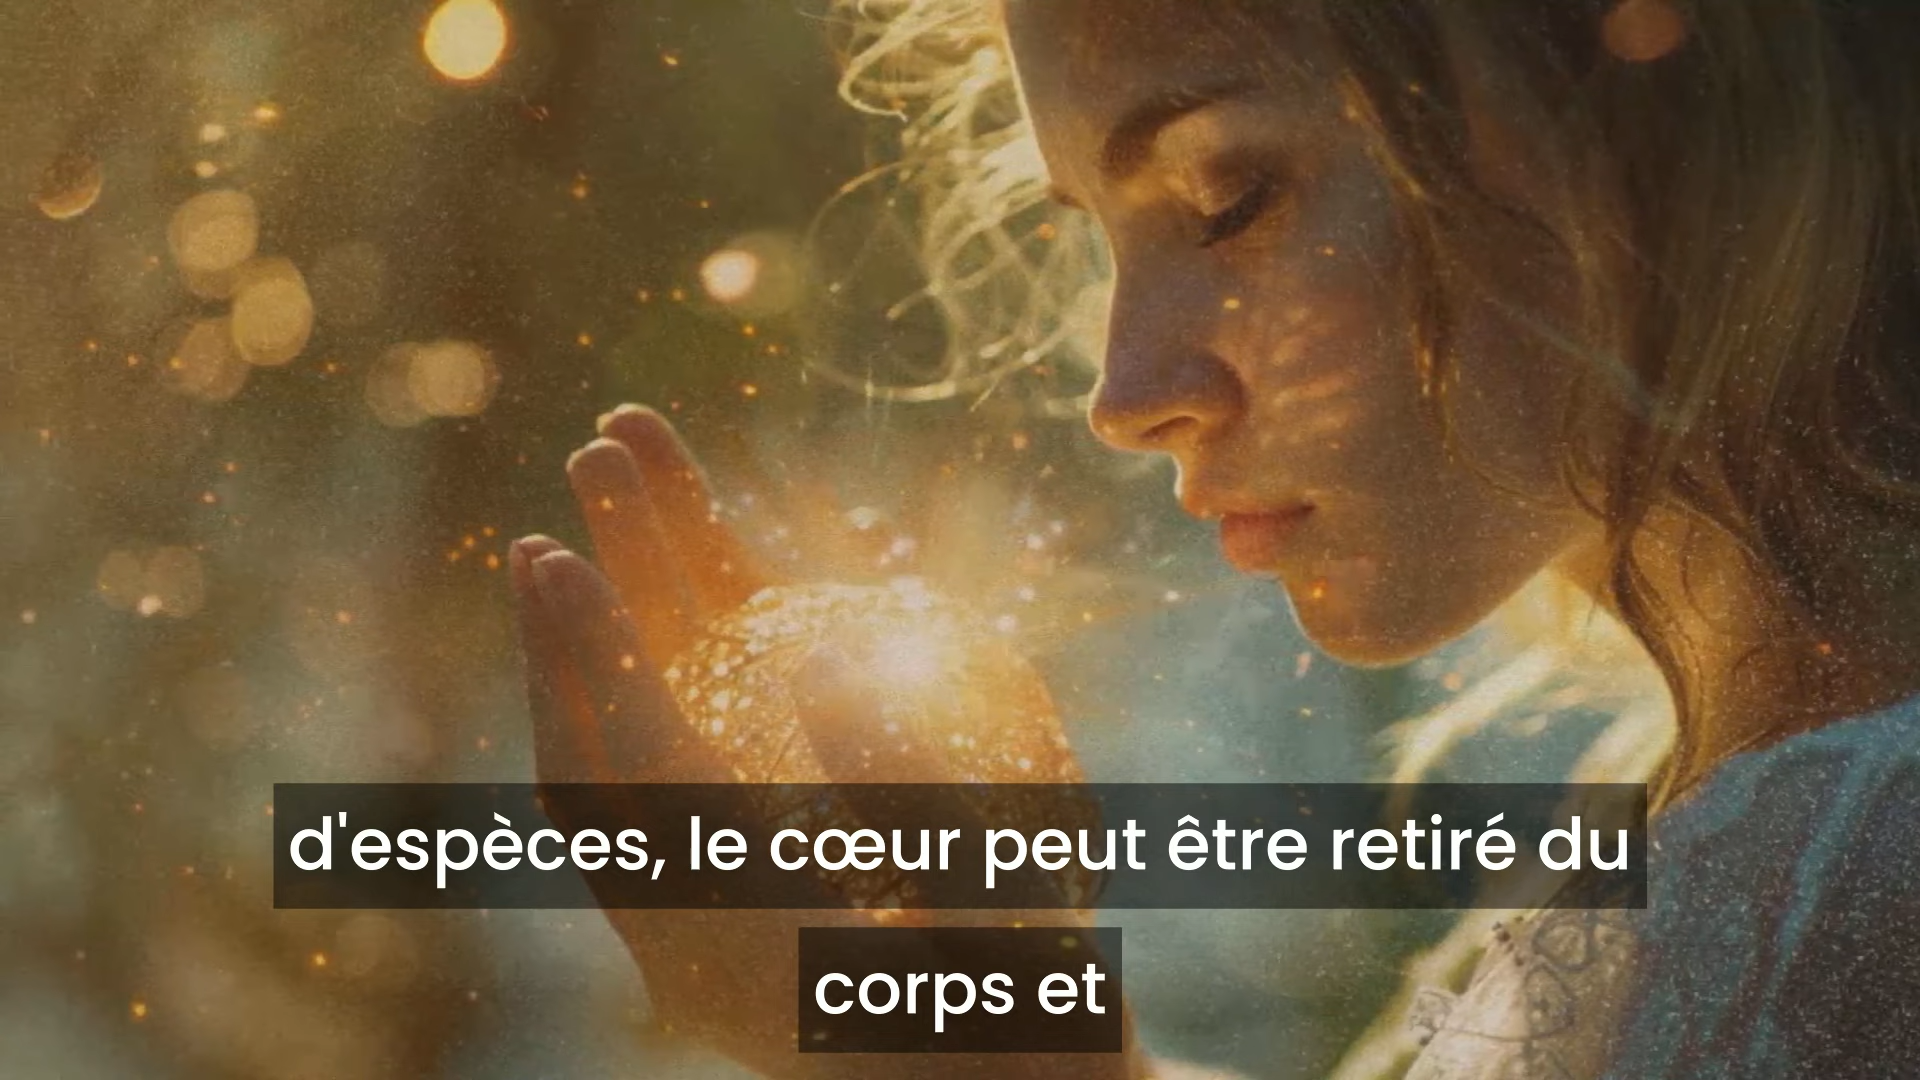 d'espèces, le cœur peut être retiré du
corps et